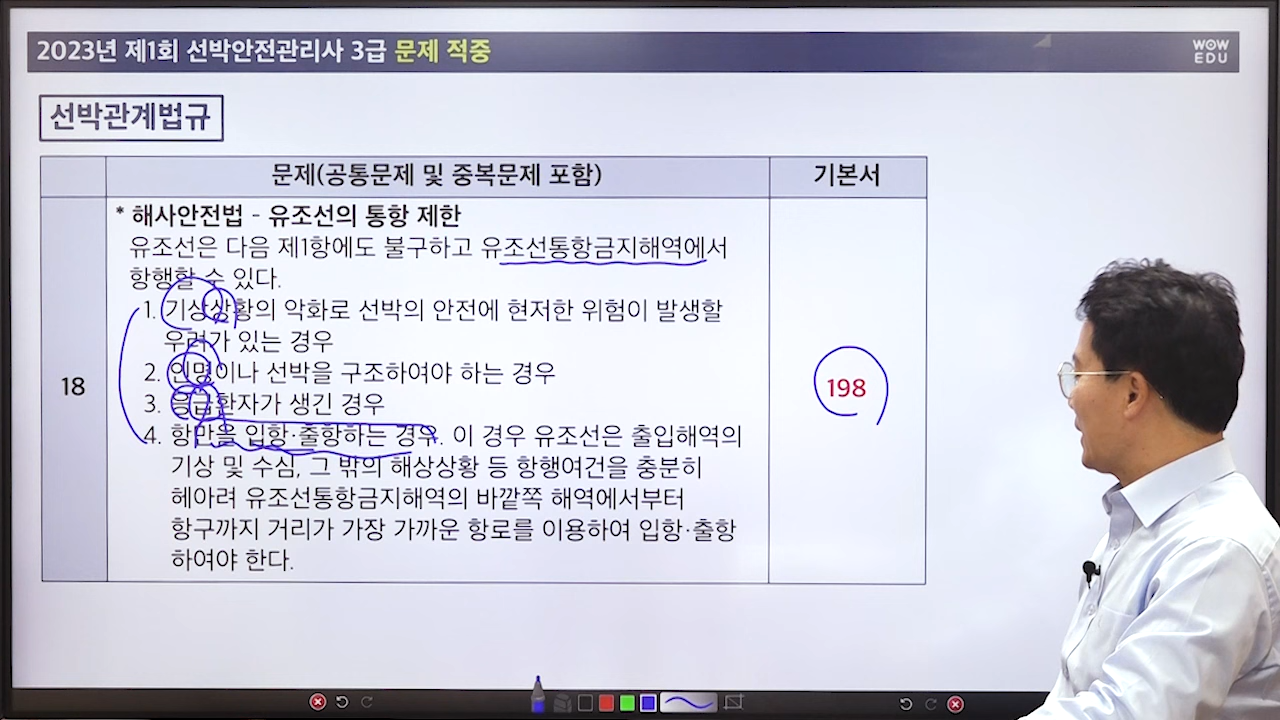 2023년 제1회 선박안전관리사 3급 문제 적중
WOW
EDU
선박관계법규
문제(공통문제 및 중복문제 포함)
기본서
18
* 해사안전법 - 유조선의 통항 제한
유조선은 다음 제1항에도 불구하고 유조선통항금지해역에서
항행할 수 있다.
1. 기상상황의 악화로 선박의 안전에 현저한 위험이 발생할
우려가 있는 경우
2. 인명이나 선박을 구조하여야 하는 경우
3. 응급환자가 생긴 경우
4. 항만을 입항·출항하는 경우. 이 경우 유조선은 출입해역의
기상 및 수심, 그 밖의 해상상황 등 항행여건을 충분히
헤아려 유조선통항금지해역의 바깥쪽 해역에서부터
항구까지 거리가 가장 가까운 항로를 이용하여 입항·출항
하여야 한다.
198